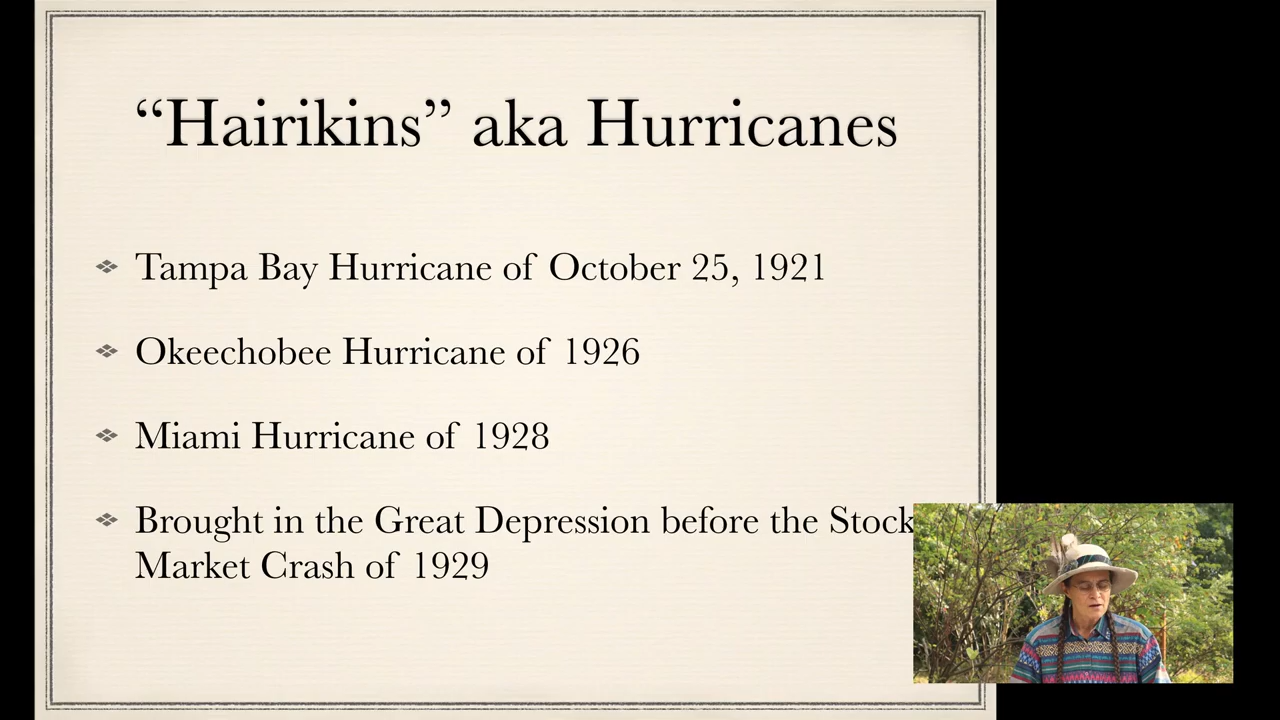 “Hairikins” aka Hurricanes
Tampa Bay Hurricane of October 25, 1921
Okeechobee Hurricane of 1926
Miami Hurricane of 1928
Brought in the Great Depression before the Stock
Market Crash of 1929